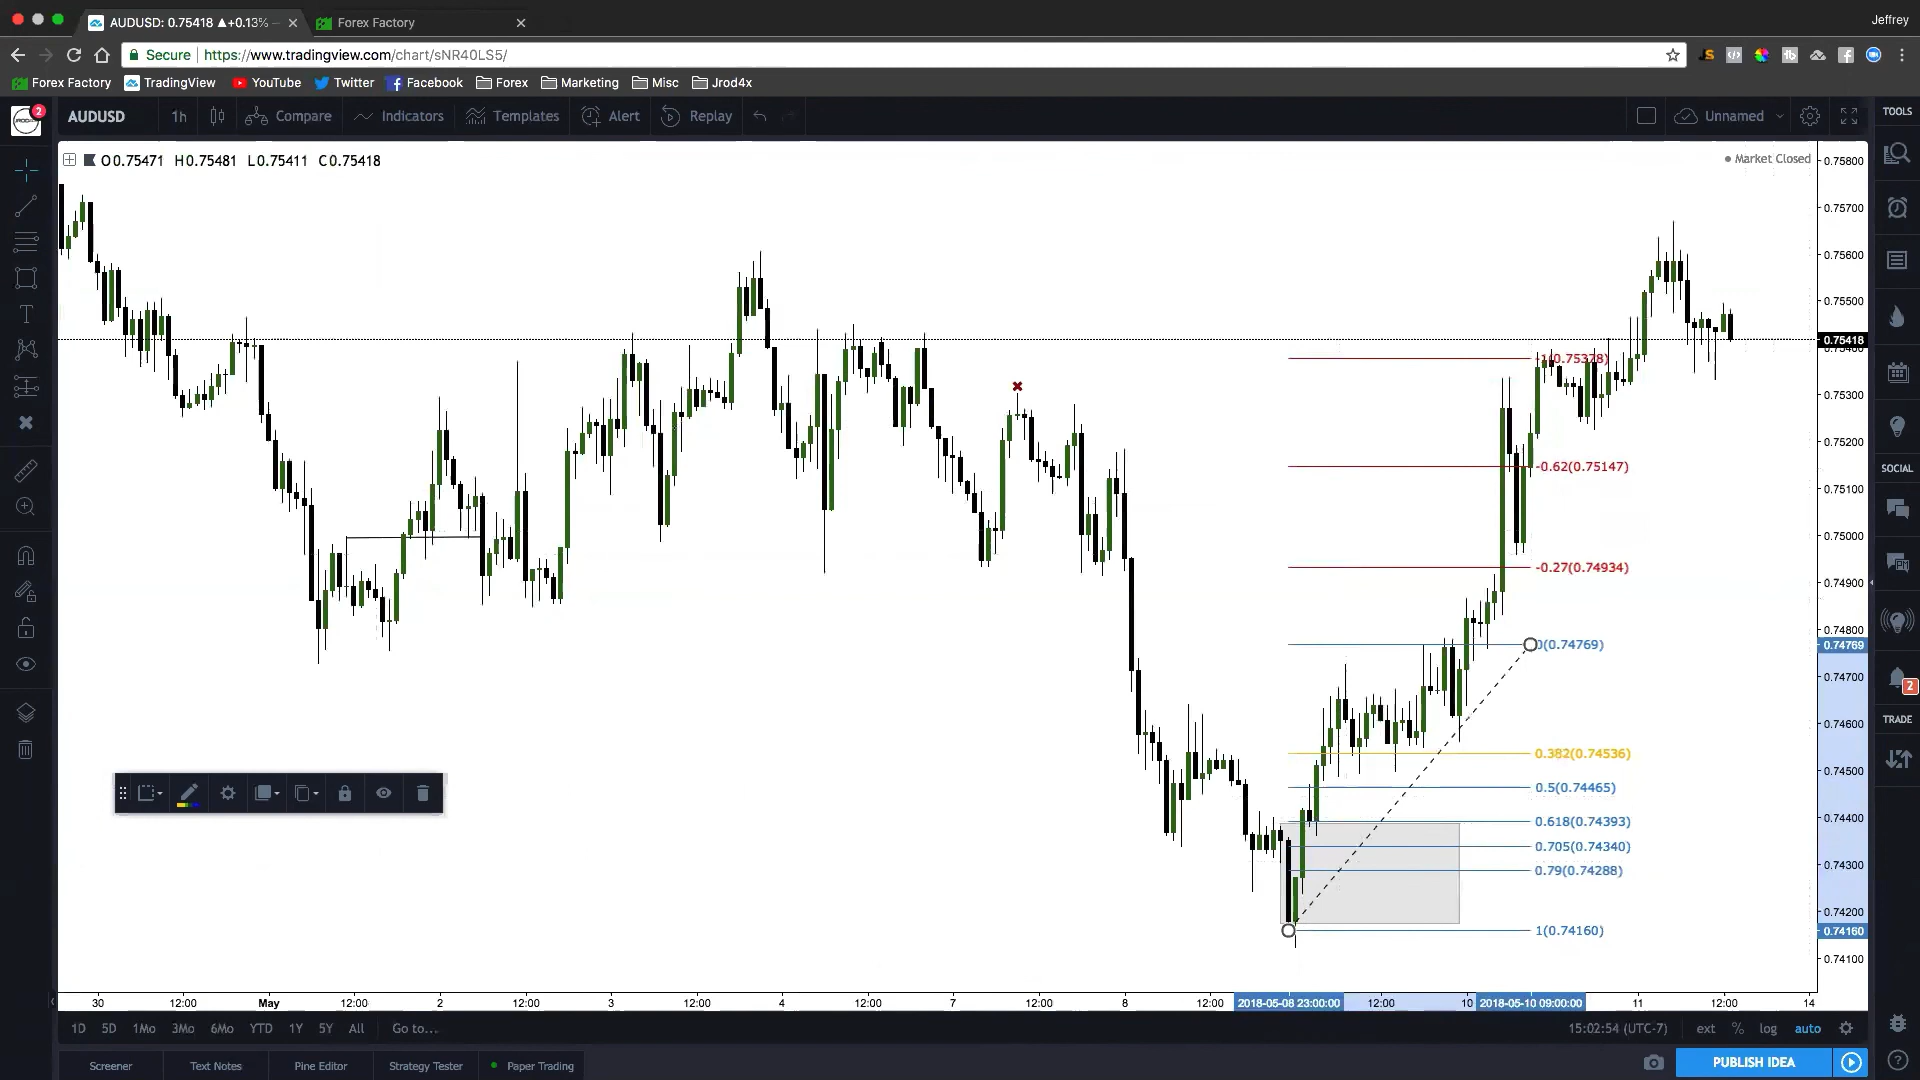 Jeffrey
AUDUSD: 0.75418 ▲+0.13% –
Forex Factory
Secure
https://www.tradingview.com/chart/sNR40LS5/
Forex Factory TradingView YouTube Twitter Facebook Forex Marketing Misc Jrod4x
2
AUDUSD 1h Compare Indicators Templates Alert Replay Unnamed
TOOLS
O0.75471 H0.75481 L0.75411 C0.75418
Market Closed
0.75800
0.75700
0.75600
0.75500
0.75418
0.75400
-1(0.75378)
0.75300
0.75200
-0.62(0.75147)
SOCIAL
0.75100
0.75000
-0.27(0.74934)
0.74900
0.74800
0(0.74769)
0.74769
0.74700
2
TRADE
0.74600
0.382(0.74536)
0.74500
0.5(0.74465)
0.74400
0.618(0.74393)
0.705(0.74340)
0.74300
0.79(0.74288)
0.74200
1(0.74160)
0.74160
0.74100
30 12:00 May 12:00 2 12:00 3 12:00 4 12:00 7 12:00 8 12:00 2018-05-08 23:00:00 12:00 10 2018-05-10 09:00:00 11 12:00 14
1D 5D 1Mo 3Mo 6Mo YTD 1Y 5Y All Go to...
15:02:54 (UTC-7) ext % log auto
Screener Text Notes Pine Editor Strategy Tester Paper Trading
PUBLISH IDEA